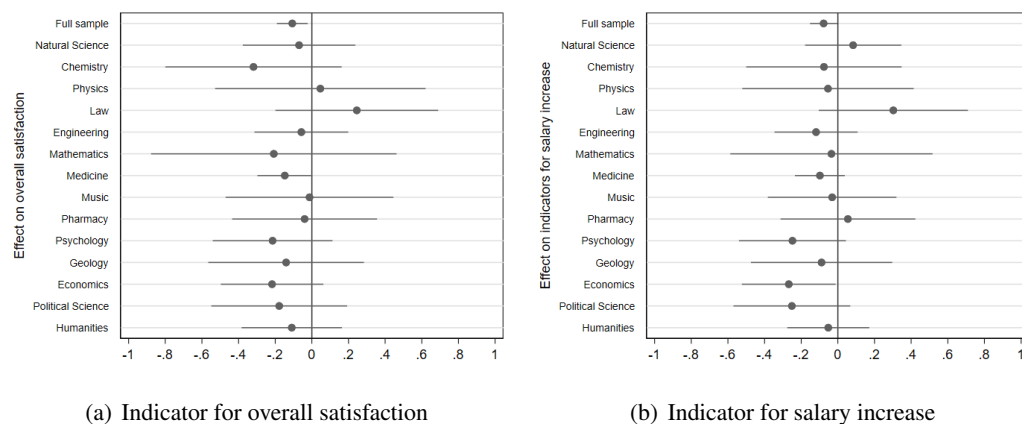 Effect on overall satisfaction
Full sample
Natural Science
Chemistry
Physics
Law
Engineering
Mathematics
Medicine
Music
Pharmacy
Psychology
Geology
Economics
Political Science
Humanities
-1 -.8 -.6 -.4 -.2 0 .2 .4 .6 .8 1
(a) Indicator for overall satisfaction
Effect on indicators for salary increase
Full sample
Natural Science
Chemistry
Physics
Law
Engineering
Mathematics
Medicine
Music
Pharmacy
Psychology
Geology
Economics
Political Science
Humanities
-1 -.8 -.6 -.4 -.2 0 .2 .4 .6 .8 1
(b) Indicator for salary increase